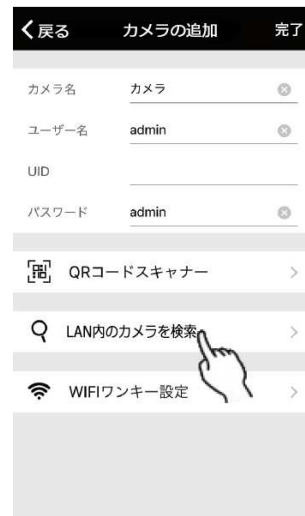 戻る カメラの追加 完了
カメラ名 カメラ
ユーザー名 admin
UID
パスワード admin
QRコードスキャナー
LAN内のカメラを検索
WIFIワンキー設定